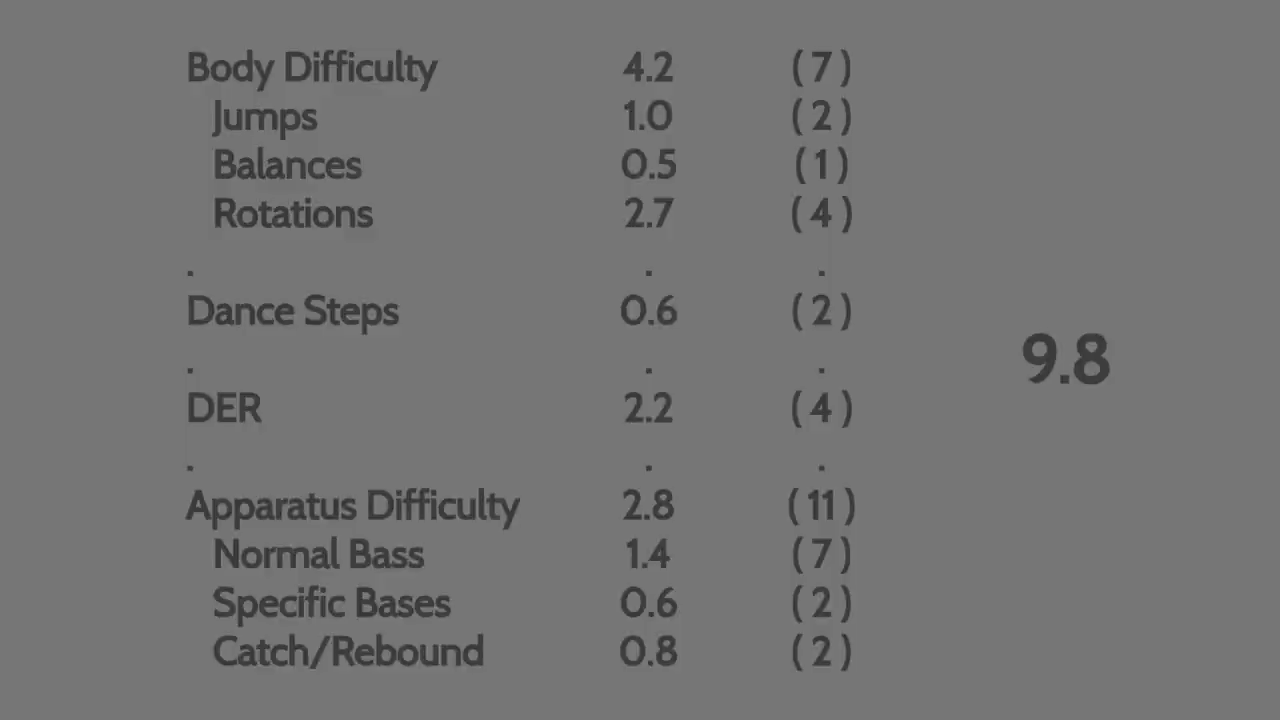 Body Difficulty 4.2 ( 7 )
Jumps 1.0 ( 2 )
Balances 0.5 ( 1 )
Rotations 2.7 ( 4 )
. . .
Dance Steps 0.6 ( 2 )
9.8
. . .
DER 2.2 ( 4 )
. . .
Apparatus Difficulty 2.8 ( 11 )
Normal Bass 1.4 ( 7 )
Specific Bases 0.6 ( 2 )
Catch/Rebound 0.8 ( 2 )